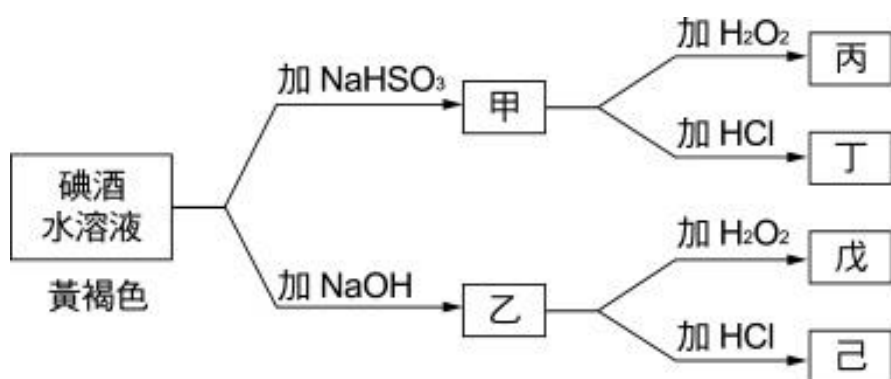 加 H₂O₂
丙
加 NaHSO₃
甲
加 HCl
丁
碘酒
水溶液
黃褐色
加 NaOH
乙
加 H₂O₂
戊
加 HCl
己